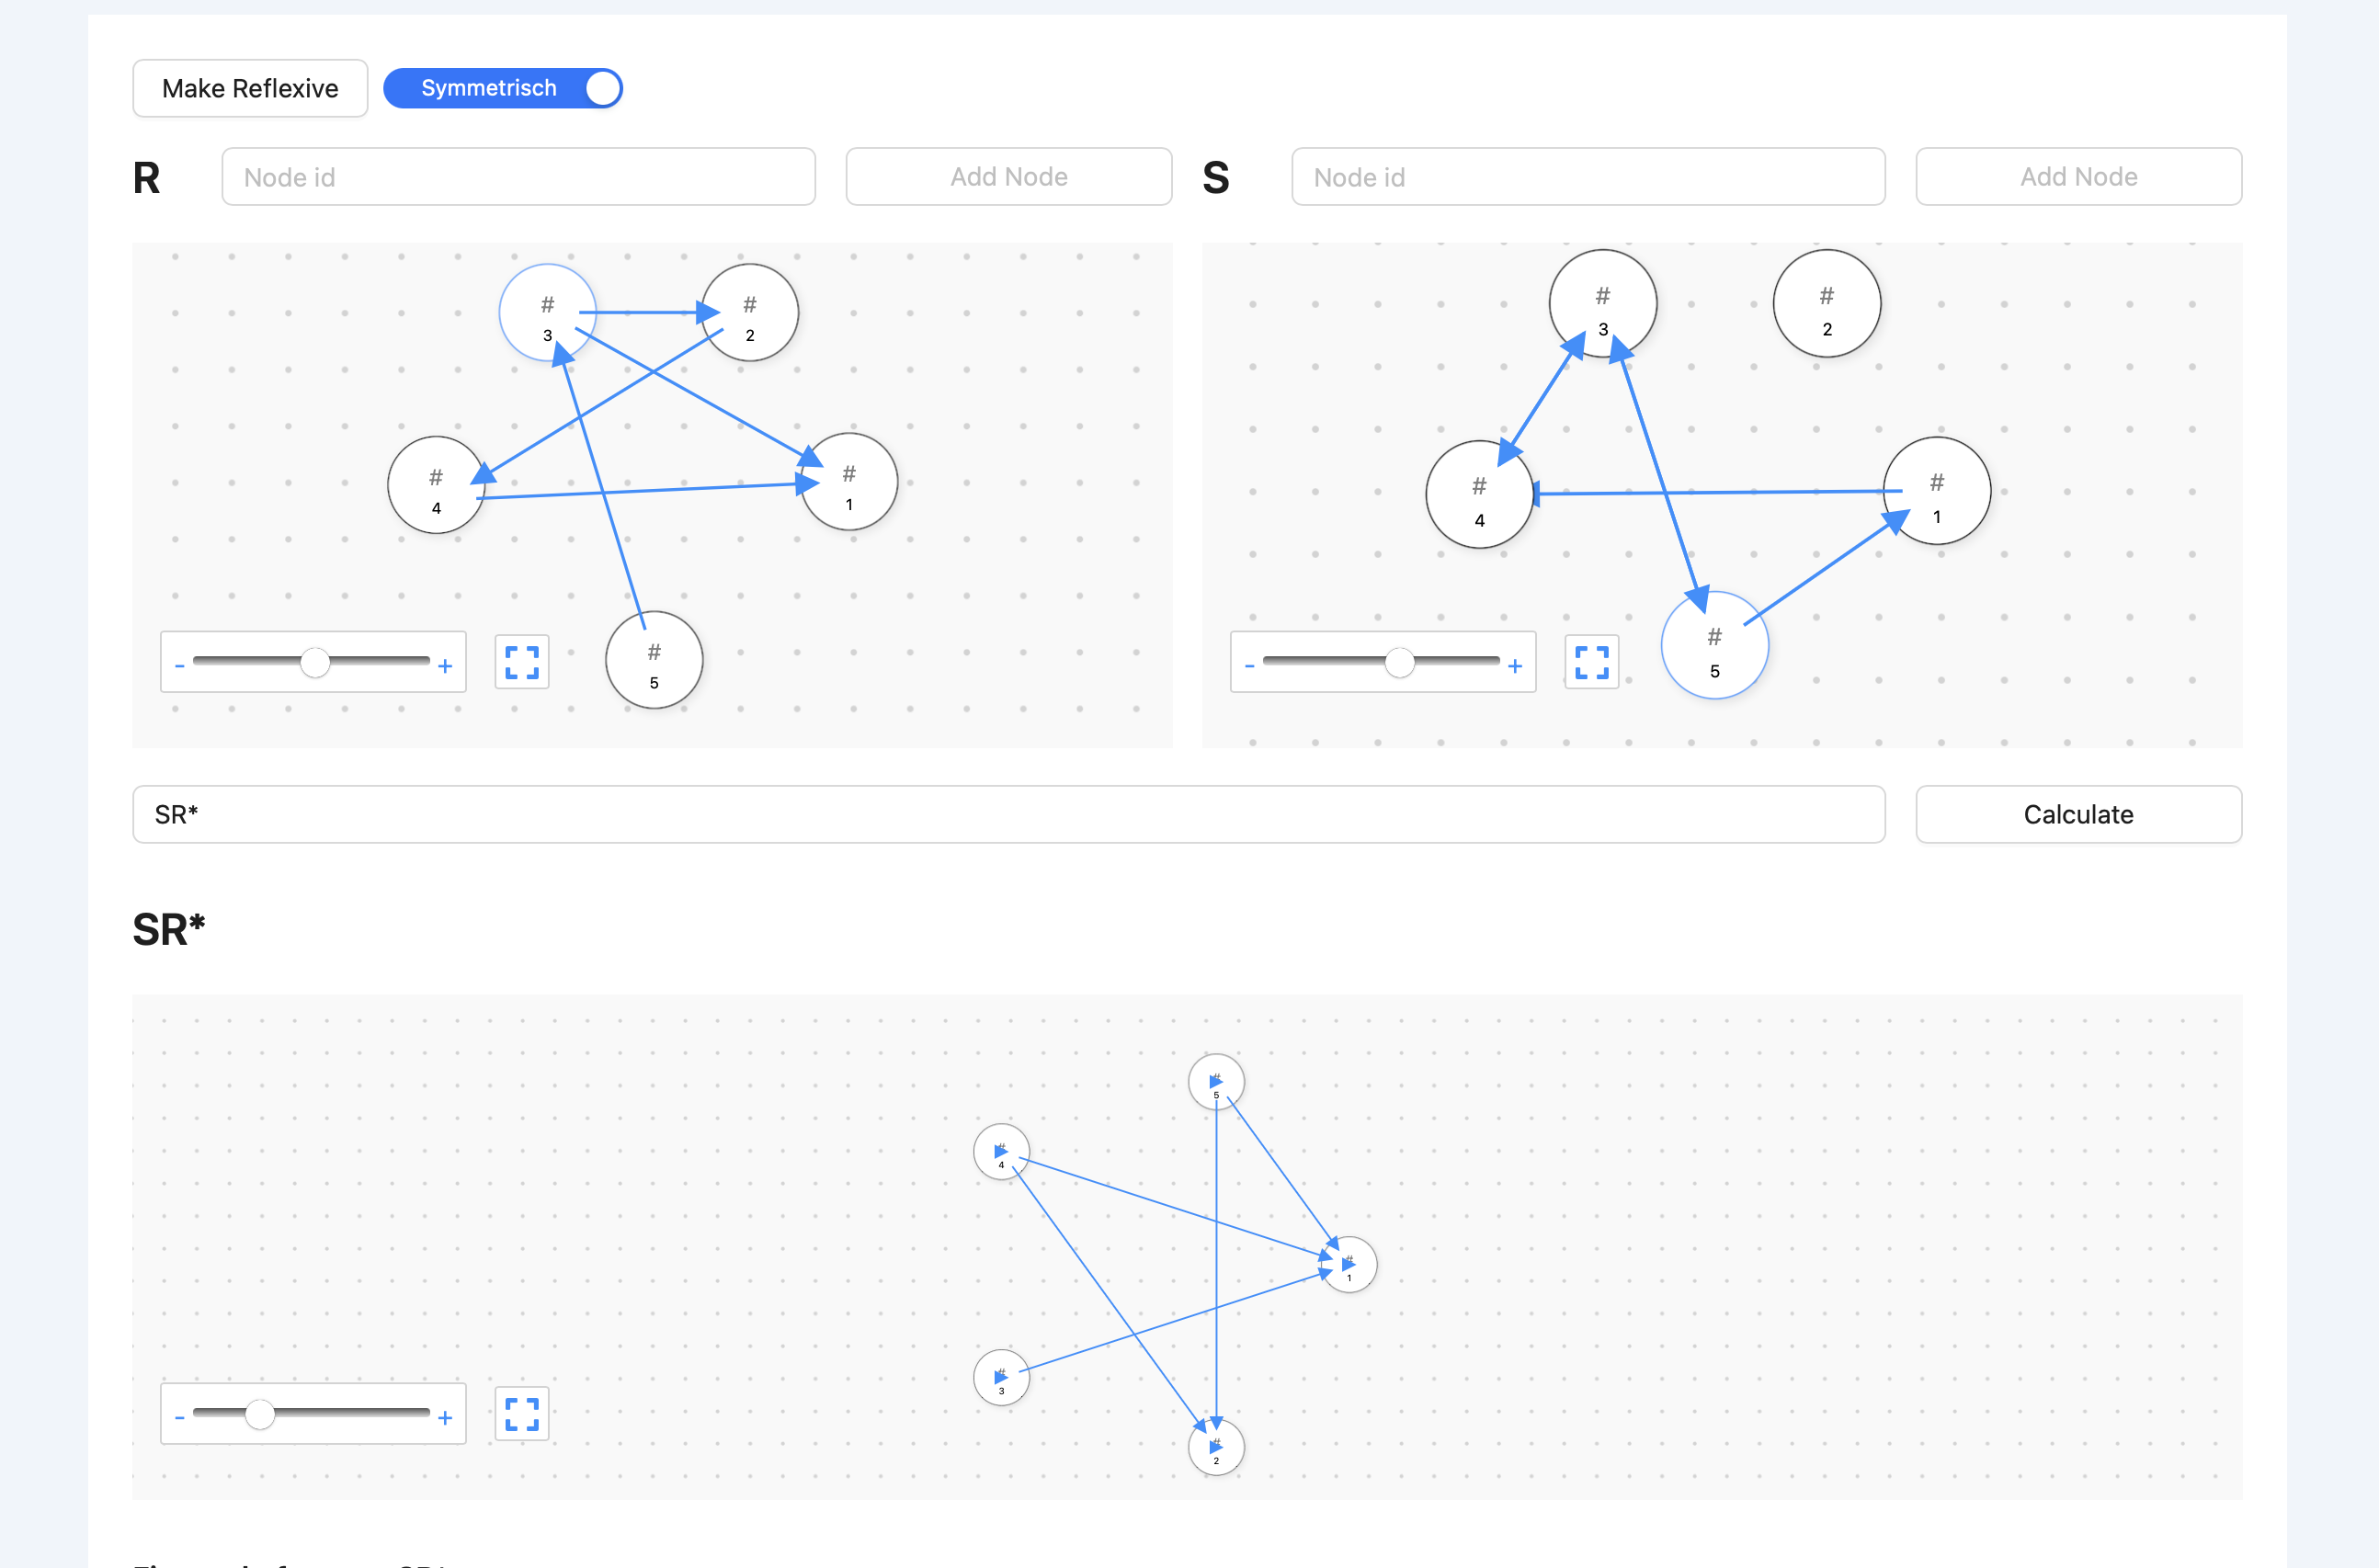 Make Reflexive
Symmetrisch
R
Node id
Add Node
S
Node id
Add Node
#
3
#
2
#
4
#
1
#
5
-
+
#
3
#
2
#
4
#
1
#
5
-
+
SR*
Calculate
SR*
5
4
1
3
2
-
+